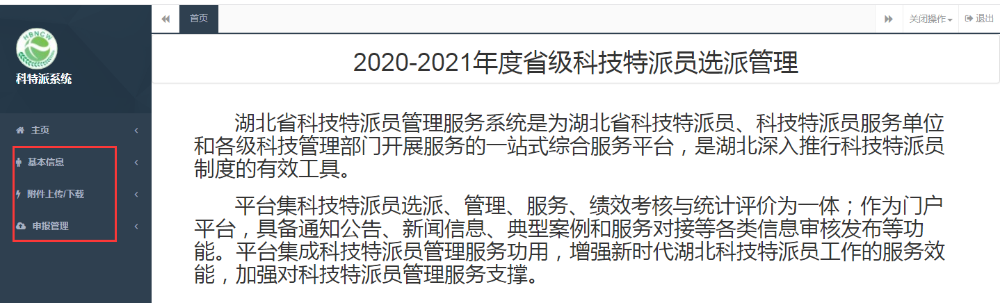 首页
关闭操作
退出
HBNCW
科特派系统
主页
基本信息
附件上传/下载
申报管理
2020-2021年度省级科技特派员选派管理
湖北省科技特派员管理服务系统是为湖北省科技特派员、科技特派员服务单位
和各级科技管理部门开展服务的一站式综合服务平台，是湖北深入推行科技特派员
制度的有效工具。
平台集科技特派员选派、管理、服务、绩效考核与统计评价为一体；作为门户
平台，具备通知公告、新闻信息、典型案例和服务对接等各类信息审核发布等功
能。平台集成科技特派员管理服务功用，增强新时代湖北科技特派员工作的服务效
能，加强对科技特派员管理服务支撑。